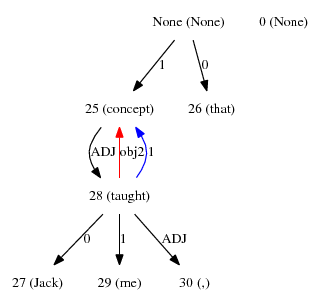 None (None) 0 (None)
1 0
25 (concept) 26 (that)
ADJ obj2 1
28 (taught)
0 1 ADJ
27 (Jack) 29 (me) 30 (,)